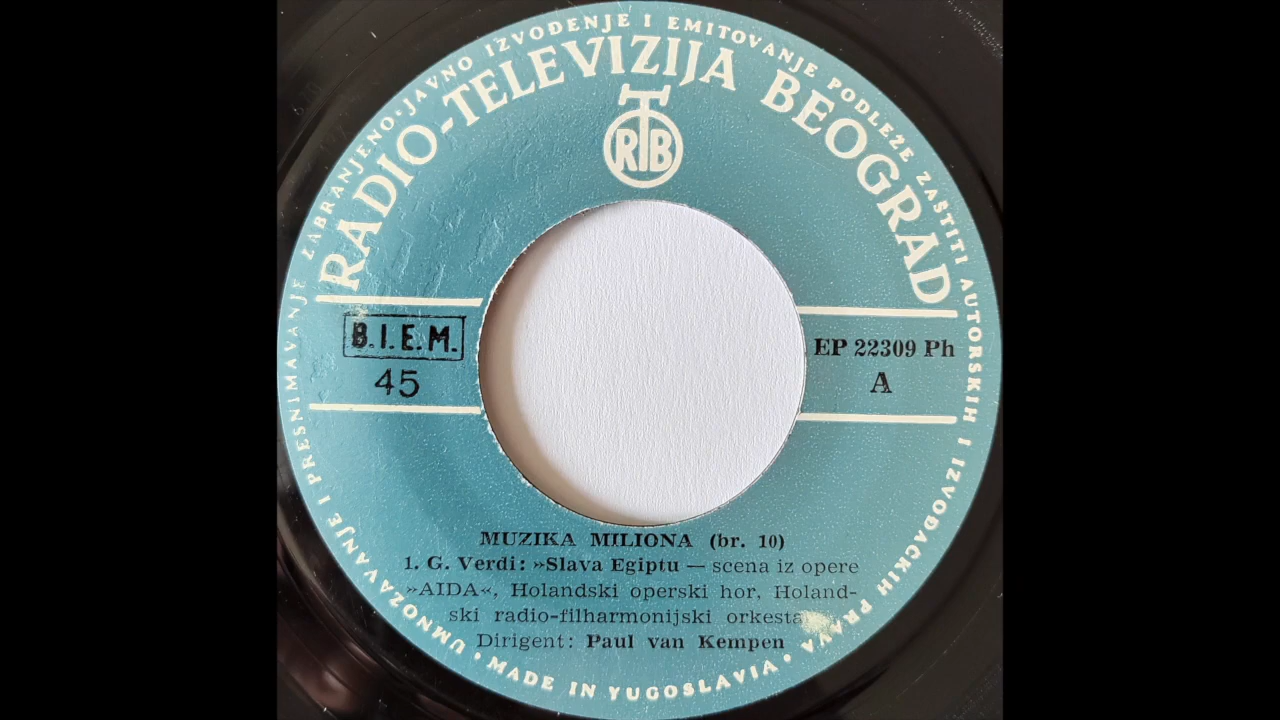 UMNOZAVANJE I PRESNIMAVANJE ZABRANJENO·JAVNO IZVOĐENJE I EMITOVANJE PODLEŽE ZAŠTITI AUTORSKIH I IZVOĐAČKIH PRAVA
RADIO-TELEVIZIJA BEOGRAD
RTB
B.I.E.M.
45
EP 22309 Ph
A
MUZIKA MILIONA (br. 10)
1. G. Verdi: »Slava Egiptu — scena iz opere
»AIDA«, Holandski operski hor, Holand-
ski radio-filharmonijski orkesta
Dirigent: Paul van Kempen
• MADE IN YUGOSLAVIA •